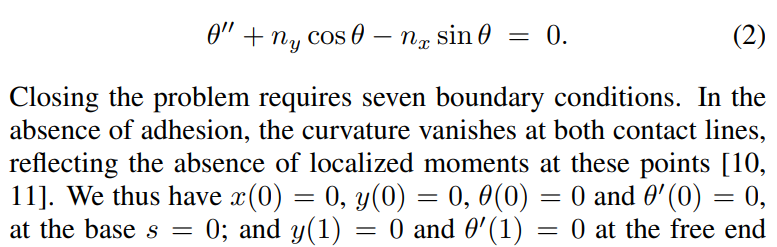 θ′′ + n_y cos θ − n_x sin θ = 0. (2)
Closing the problem requires seven boundary conditions. In the
absence of adhesion, the curvature vanishes at both contact lines,
reflecting the absence of localized moments at these points [10,
11]. We thus have x(0) = 0, y(0) = 0, θ(0) = 0 and θ′(0) = 0,
at the base s = 0; and y(1) = 0 and θ′(1) = 0 at the free end